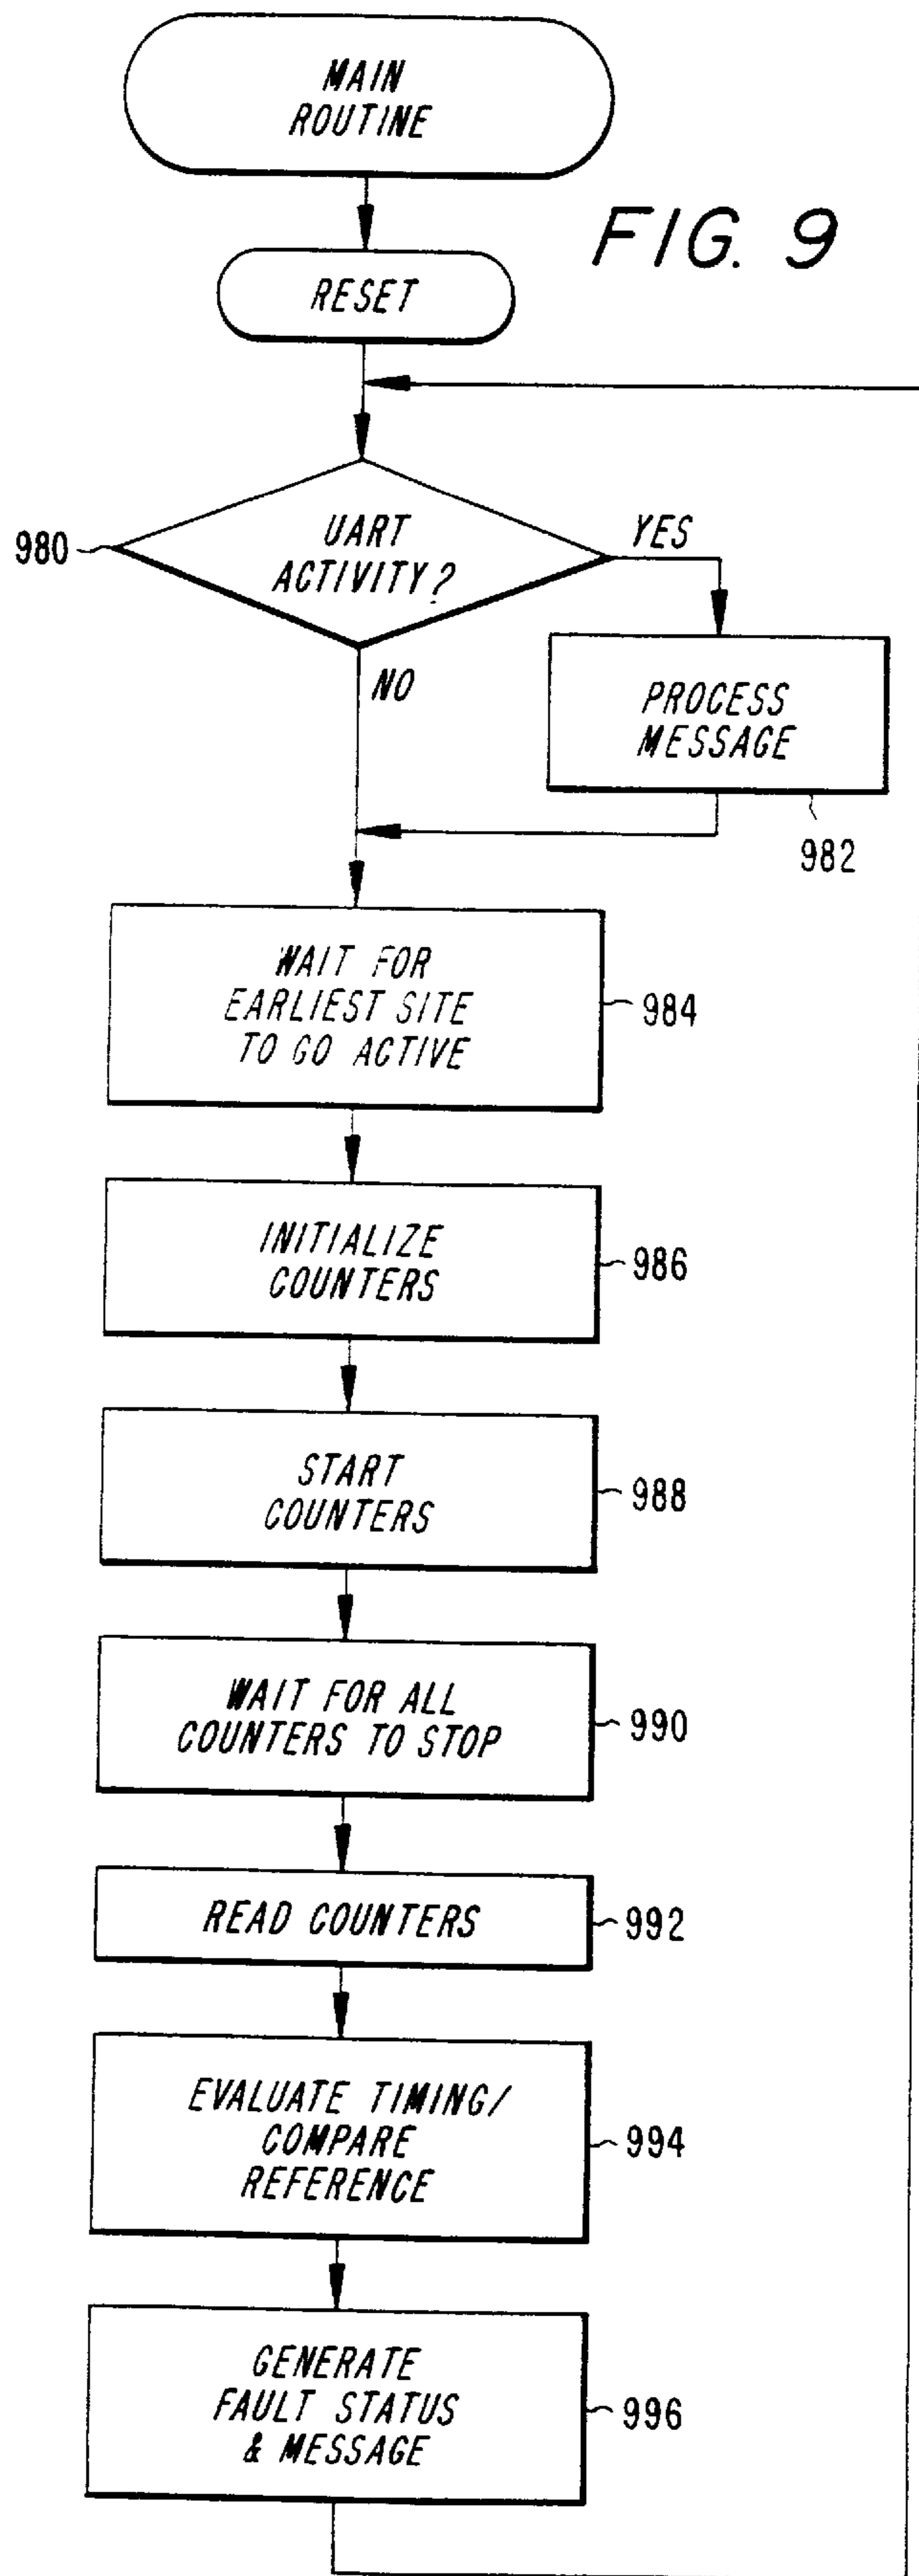 MAIN
ROUTINE
FIG. 9
RESET
980
UART
ACTIVITY?
YES
NO
PROCESS
MESSAGE
982
WAIT FOR
EARLIEST SITE
TO GO ACTIVE
984
INITIALIZE
COUNTERS
986
START
COUNTERS
988
WAIT FOR ALL
COUNTERS TO STOP
990
READ COUNTERS
992
EVALUATE TIMING/
COMPARE
REFERENCE
994
GENERATE
FAULT STATUS
& MESSAGE
996